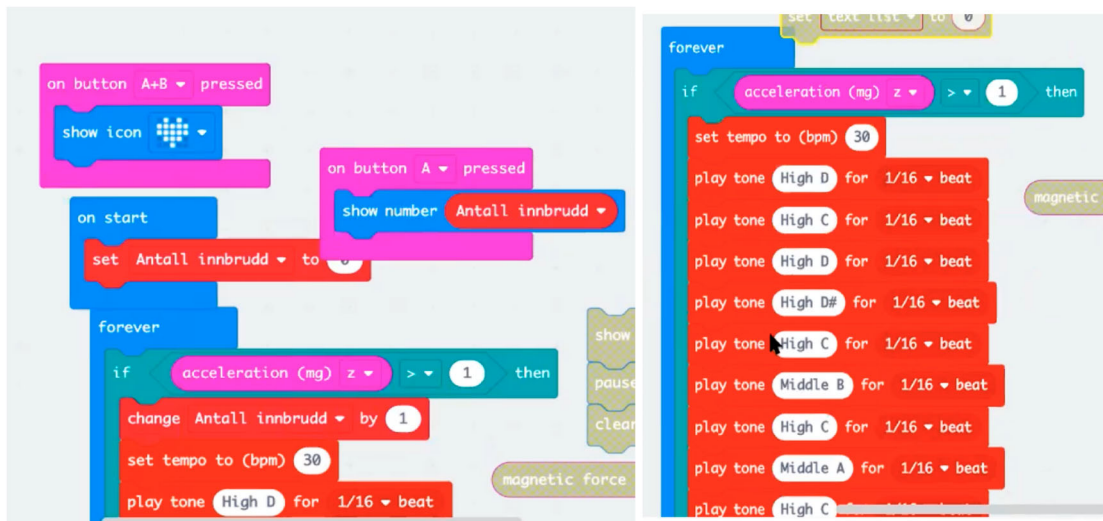 on button A+B pressed
show icon
on button A pressed
show number Antall innbrudd
on start
set Antall innbrudd to
forever
if acceleration (mg) z > 1 then
change Antall innbrudd by 1
set tempo to (bpm) 30
play tone High D for 1/16 beat
show
pause
clear
magnetic force
set text list to 0
forever
if acceleration (mg) z > 1 then
set tempo to (bpm) 30
play tone High D for 1/16 beat
play tone High C for 1/16 beat
play tone High D for 1/16 beat
play tone High D# for 1/16 beat
play tone High C for 1/16 beat
play tone Middle B for 1/16 beat
play tone High C for 1/16 beat
play tone Middle A for 1/16 beat
play tone High C for 1/16 beat
magnetic